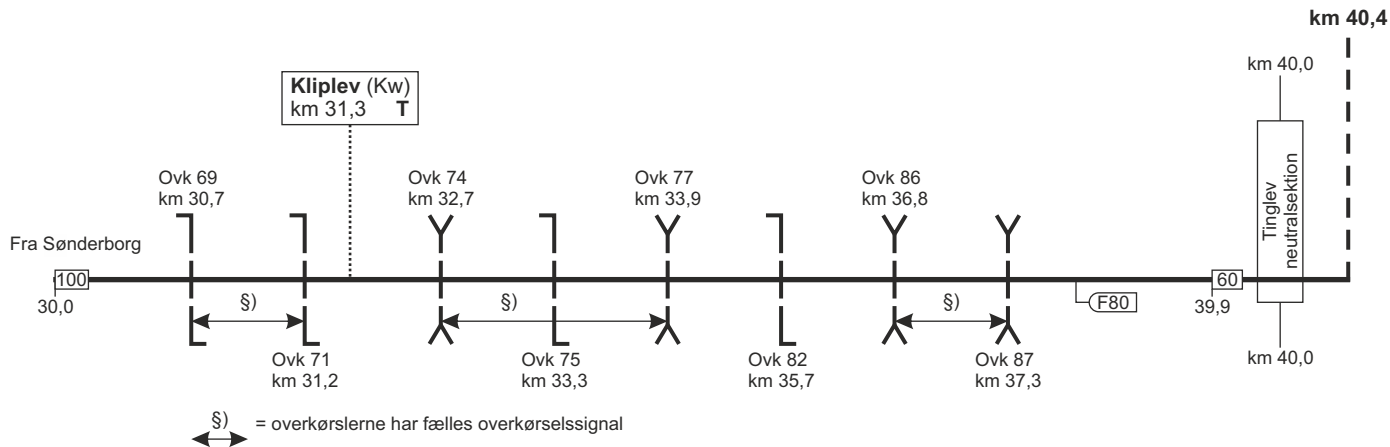 km 40,4
km 40,0
Kliplev (Kw)
km 31,3 T
Ovk 69
km 30,7
Ovk 74
km 32,7
Ovk 77
km 33,9
Ovk 86
km 36,8
Tinglev
neutralsektion
Fra Sønderborg
100
30,0
§)
§)
§)
F80
60
39,9
Ovk 71
km 31,2
Ovk 75
km 33,3
Ovk 82
km 35,7
Ovk 87
km 37,3
km 40,0
§)
= overkørslerne har fælles overkørselssignal